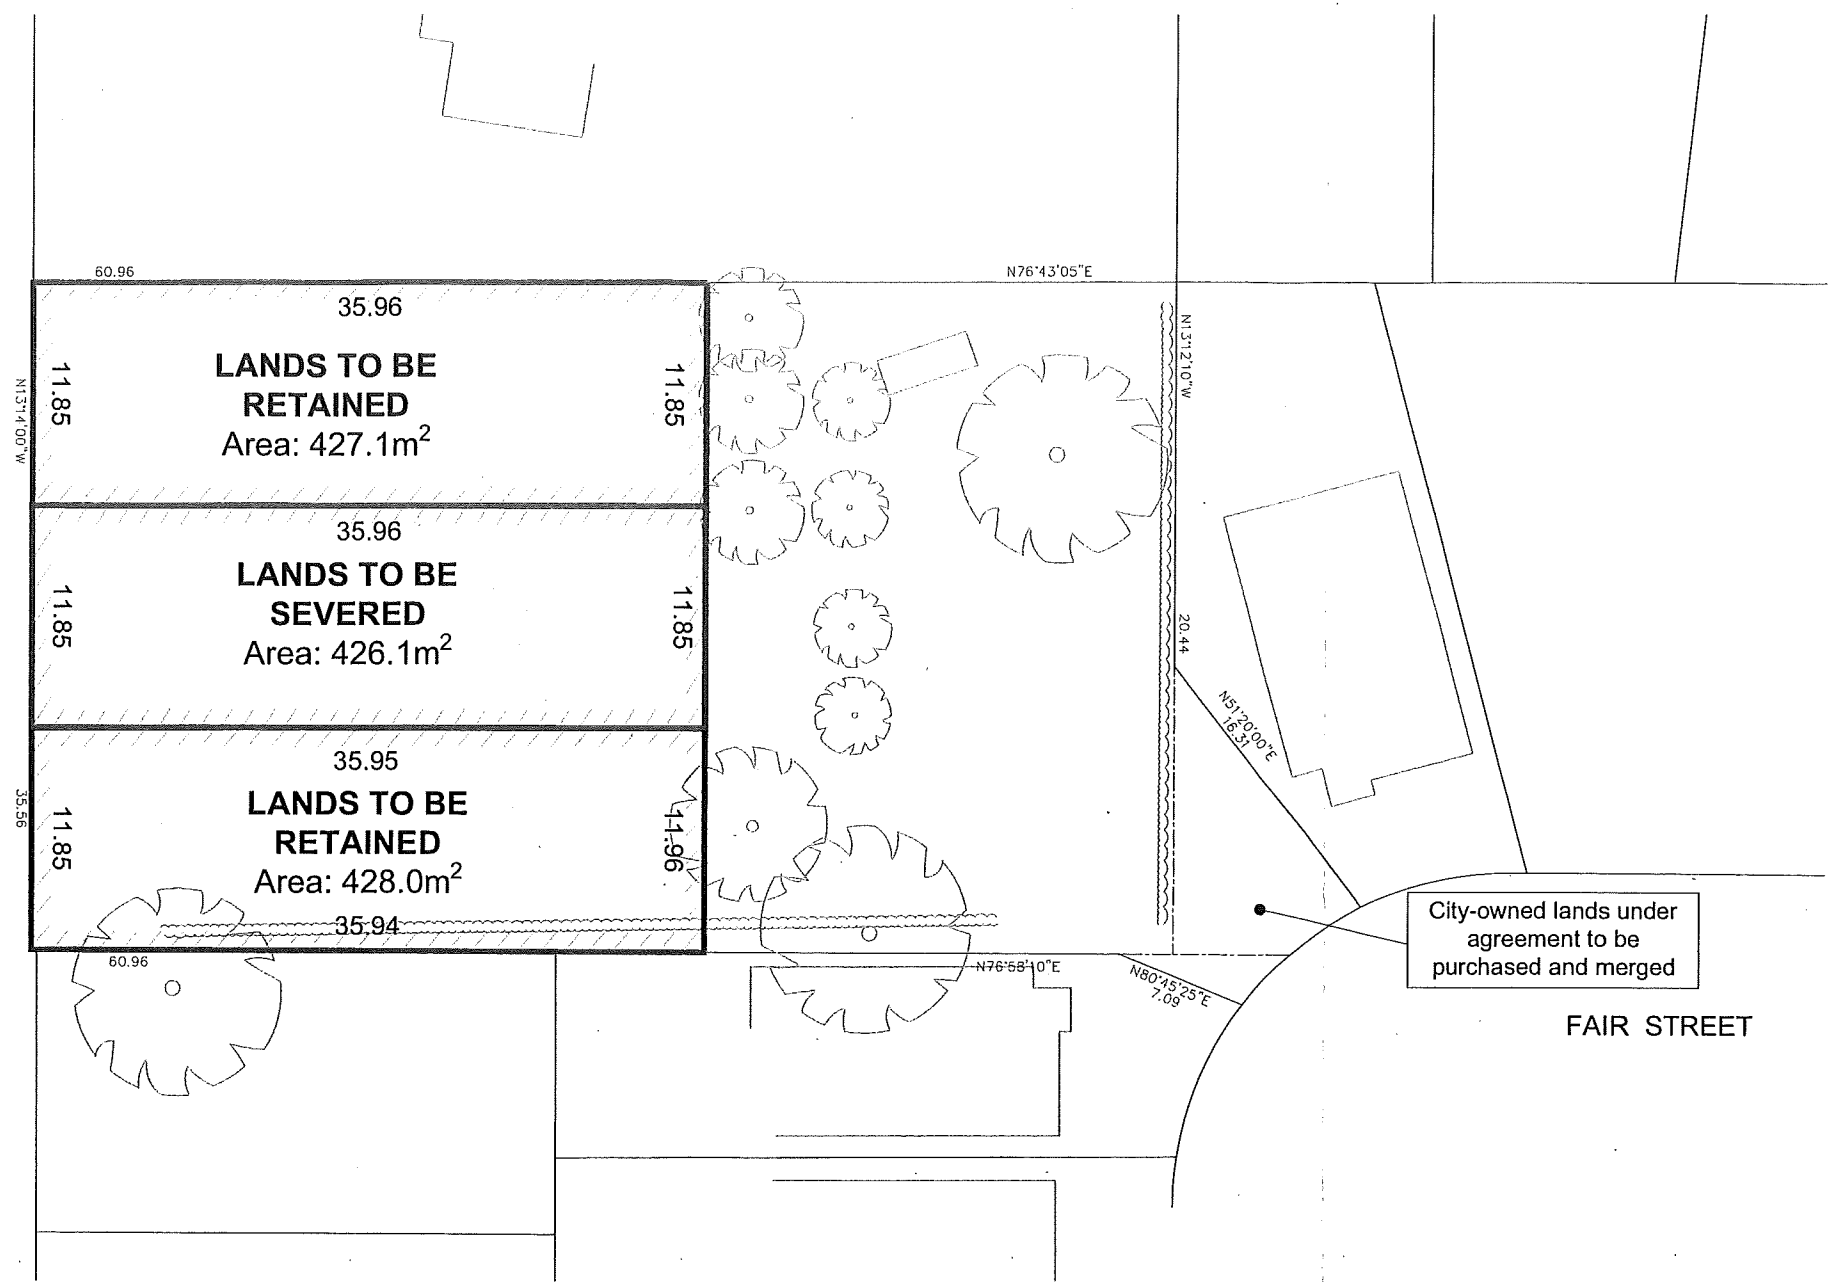 60.96
N76°43'05"E
35.96
LANDS TO BE
RETAINED
Area: 427.1m²
11.85
11.85
N13°14'00"W
N13°12'10"W
35.96
LANDS TO BE
SEVERED
Area: 426.1m²
11.85
11.85
20.44
N51°20'00"E
16.31
35.95
LANDS TO BE
RETAINED
Area: 428.0m²
35.94
11.85
11.96
35.56
60.96
N76°58'10"E
N80°45'25"E
7.09
City-owned lands under
agreement to be
purchased and merged
FAIR STREET